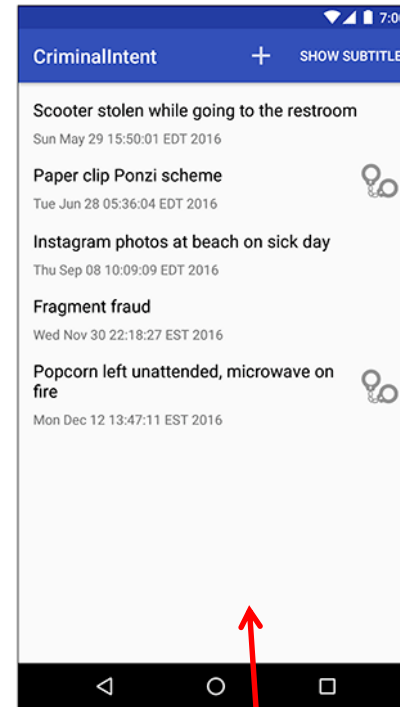 7:00
CriminalIntent + SHOW SUBTITLE
Scooter stolen while going to the restroom
Sun May 29 15:50:01 EDT 2016
Paper clip Ponzi scheme
Tue Jun 28 05:36:04 EDT 2016
Instagram photos at beach on sick day
Thu Sep 08 10:09:09 EDT 2016
Fragment fraud
Wed Nov 30 22:18:27 EST 2016
Popcorn left unattended, microwave on
fire
Mon Dec 12 13:47:11 EST 2016